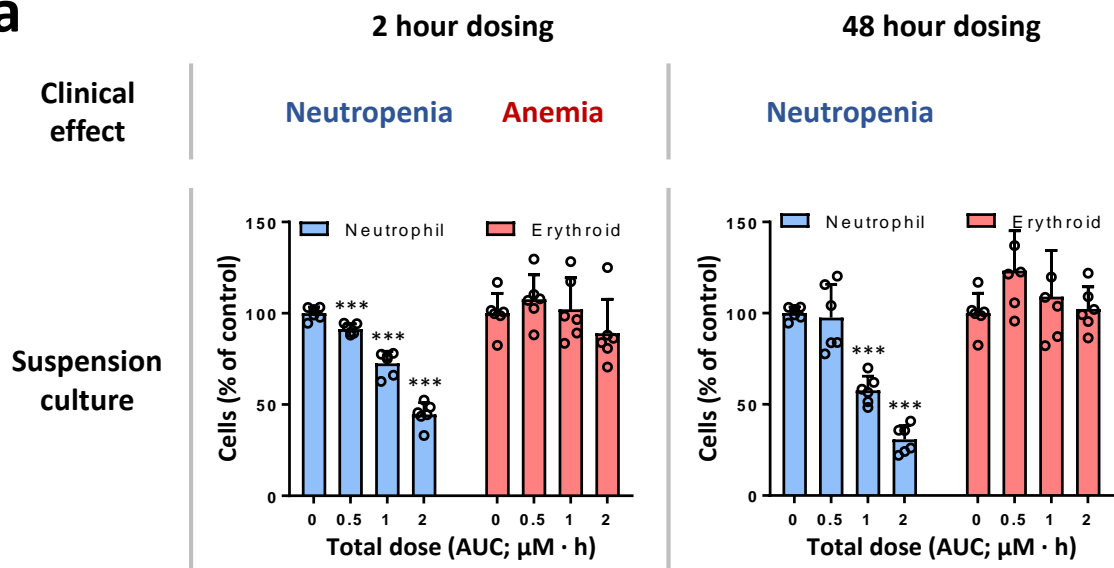 a
2 hour dosing
48 hour dosing
Clinical
effect
Neutropenia
Anemia
Neutropenia
Suspension
culture
Neutrophil
Erythroid
Cells (% of control)
150
100
50
0
***
***
***
0 0.5 1 2 0 0.5 1 2
Total dose (AUC; μM · h)
Neutrophil
Erythroid
Cells (% of control)
150
100
50
0
***
***
0 0.5 1 2 0 0.5 1 2
Total dose (AUC; μM · h)